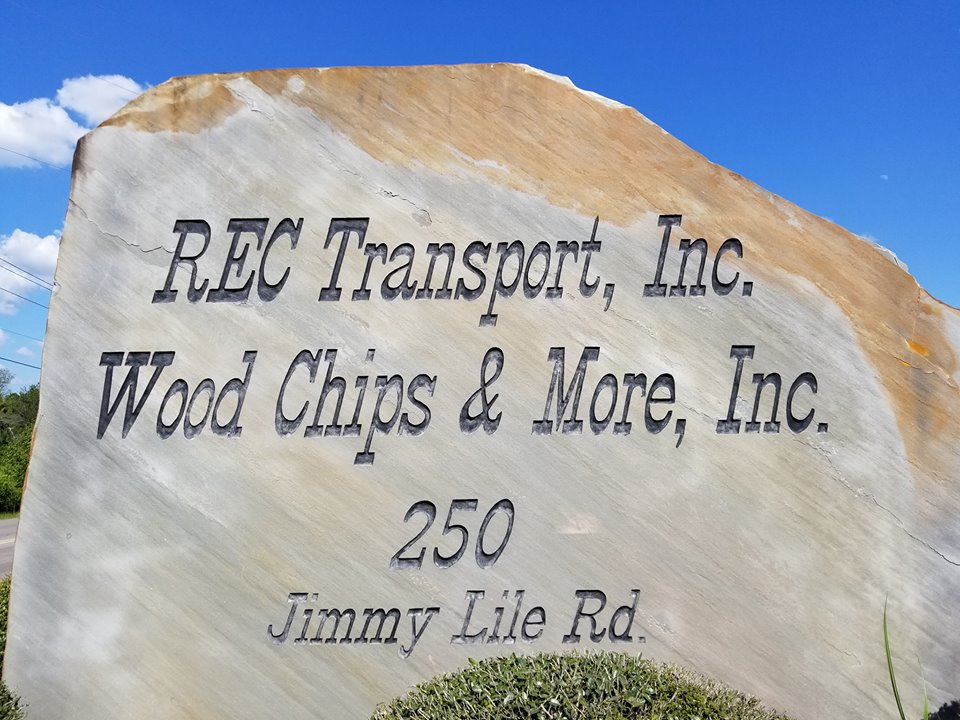 REC Transport, Inc.
Wood Chips & More, Inc.
250
Jimmy Lile Rd.